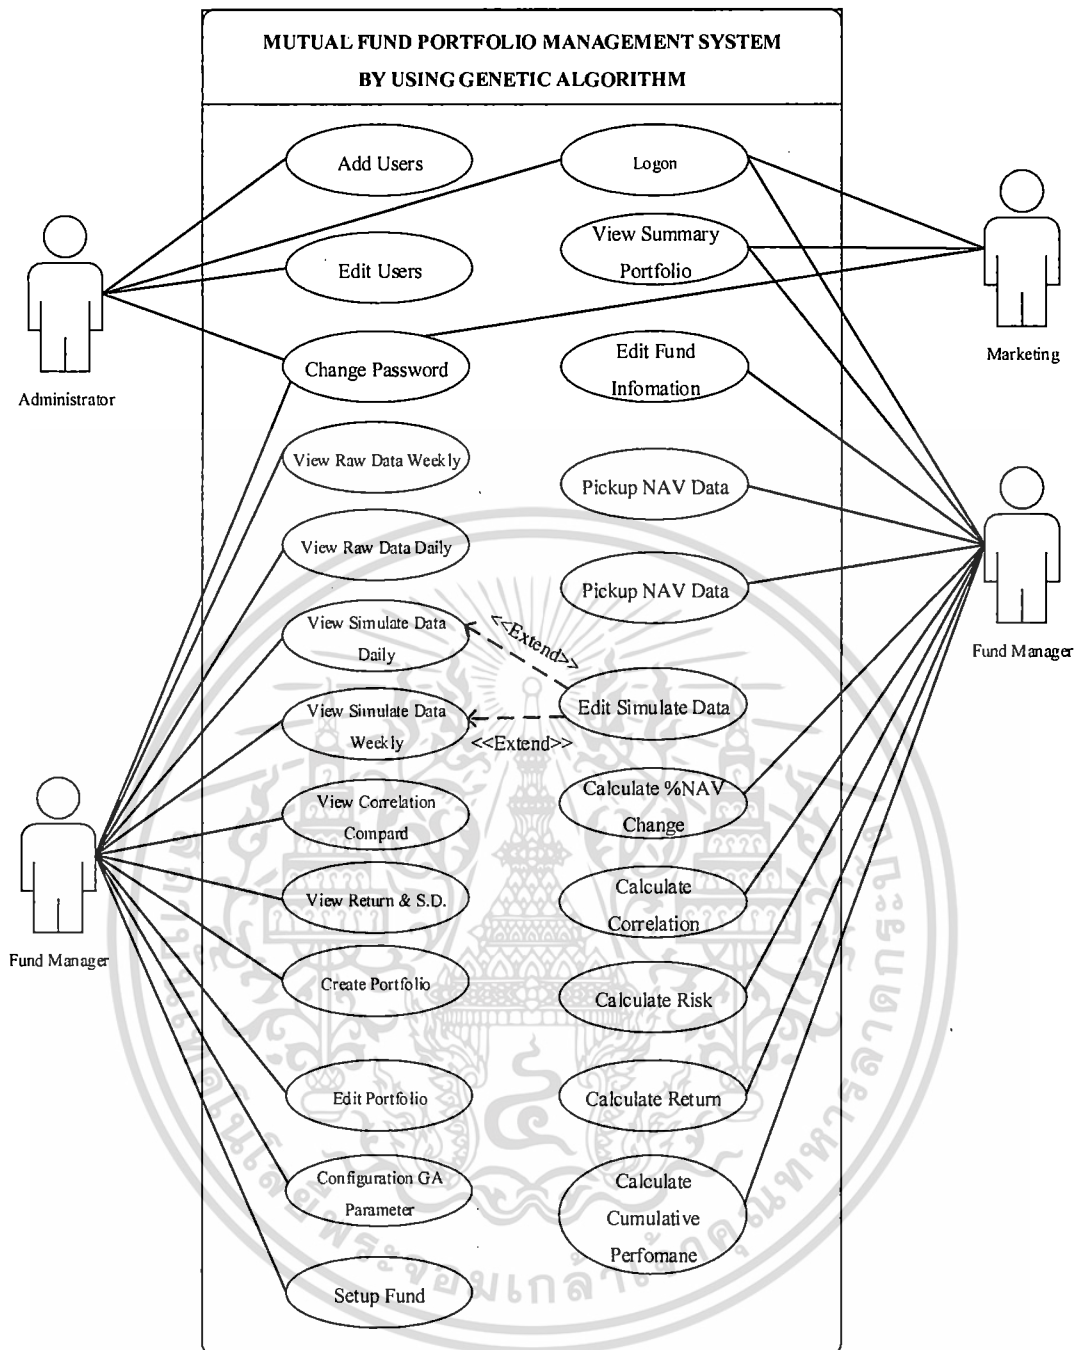 MUTUAL FUND PORTFOLIO MANAGEMENT SYSTEM
BY USING GENETIC ALGORITHM
Add Users
Logon
View Summary
Portfolio
Edit Users
Administrator
Marketing
Change Password
Edit Fund
Infomation
View Raw Data Weekly
Pickup NAV Data
View Raw Data Daily
Pickup NAV Data
View Simulate Data
Daily
<<Extend>>
Fund Manager
Edit Simulate Data
View Simulate Data
Weekly
<<Extend>>
Calculate %NAV
Change
View Correlation
Compard
Calculate
Correlation
View Return & S.D.
Fund Manager
Create Portfolio
Calculate Risk
Edit Portfolio
Calculate Return
Configuration GA
Parameter
Calculate
Cumulative
Perfomane
Setup Fund